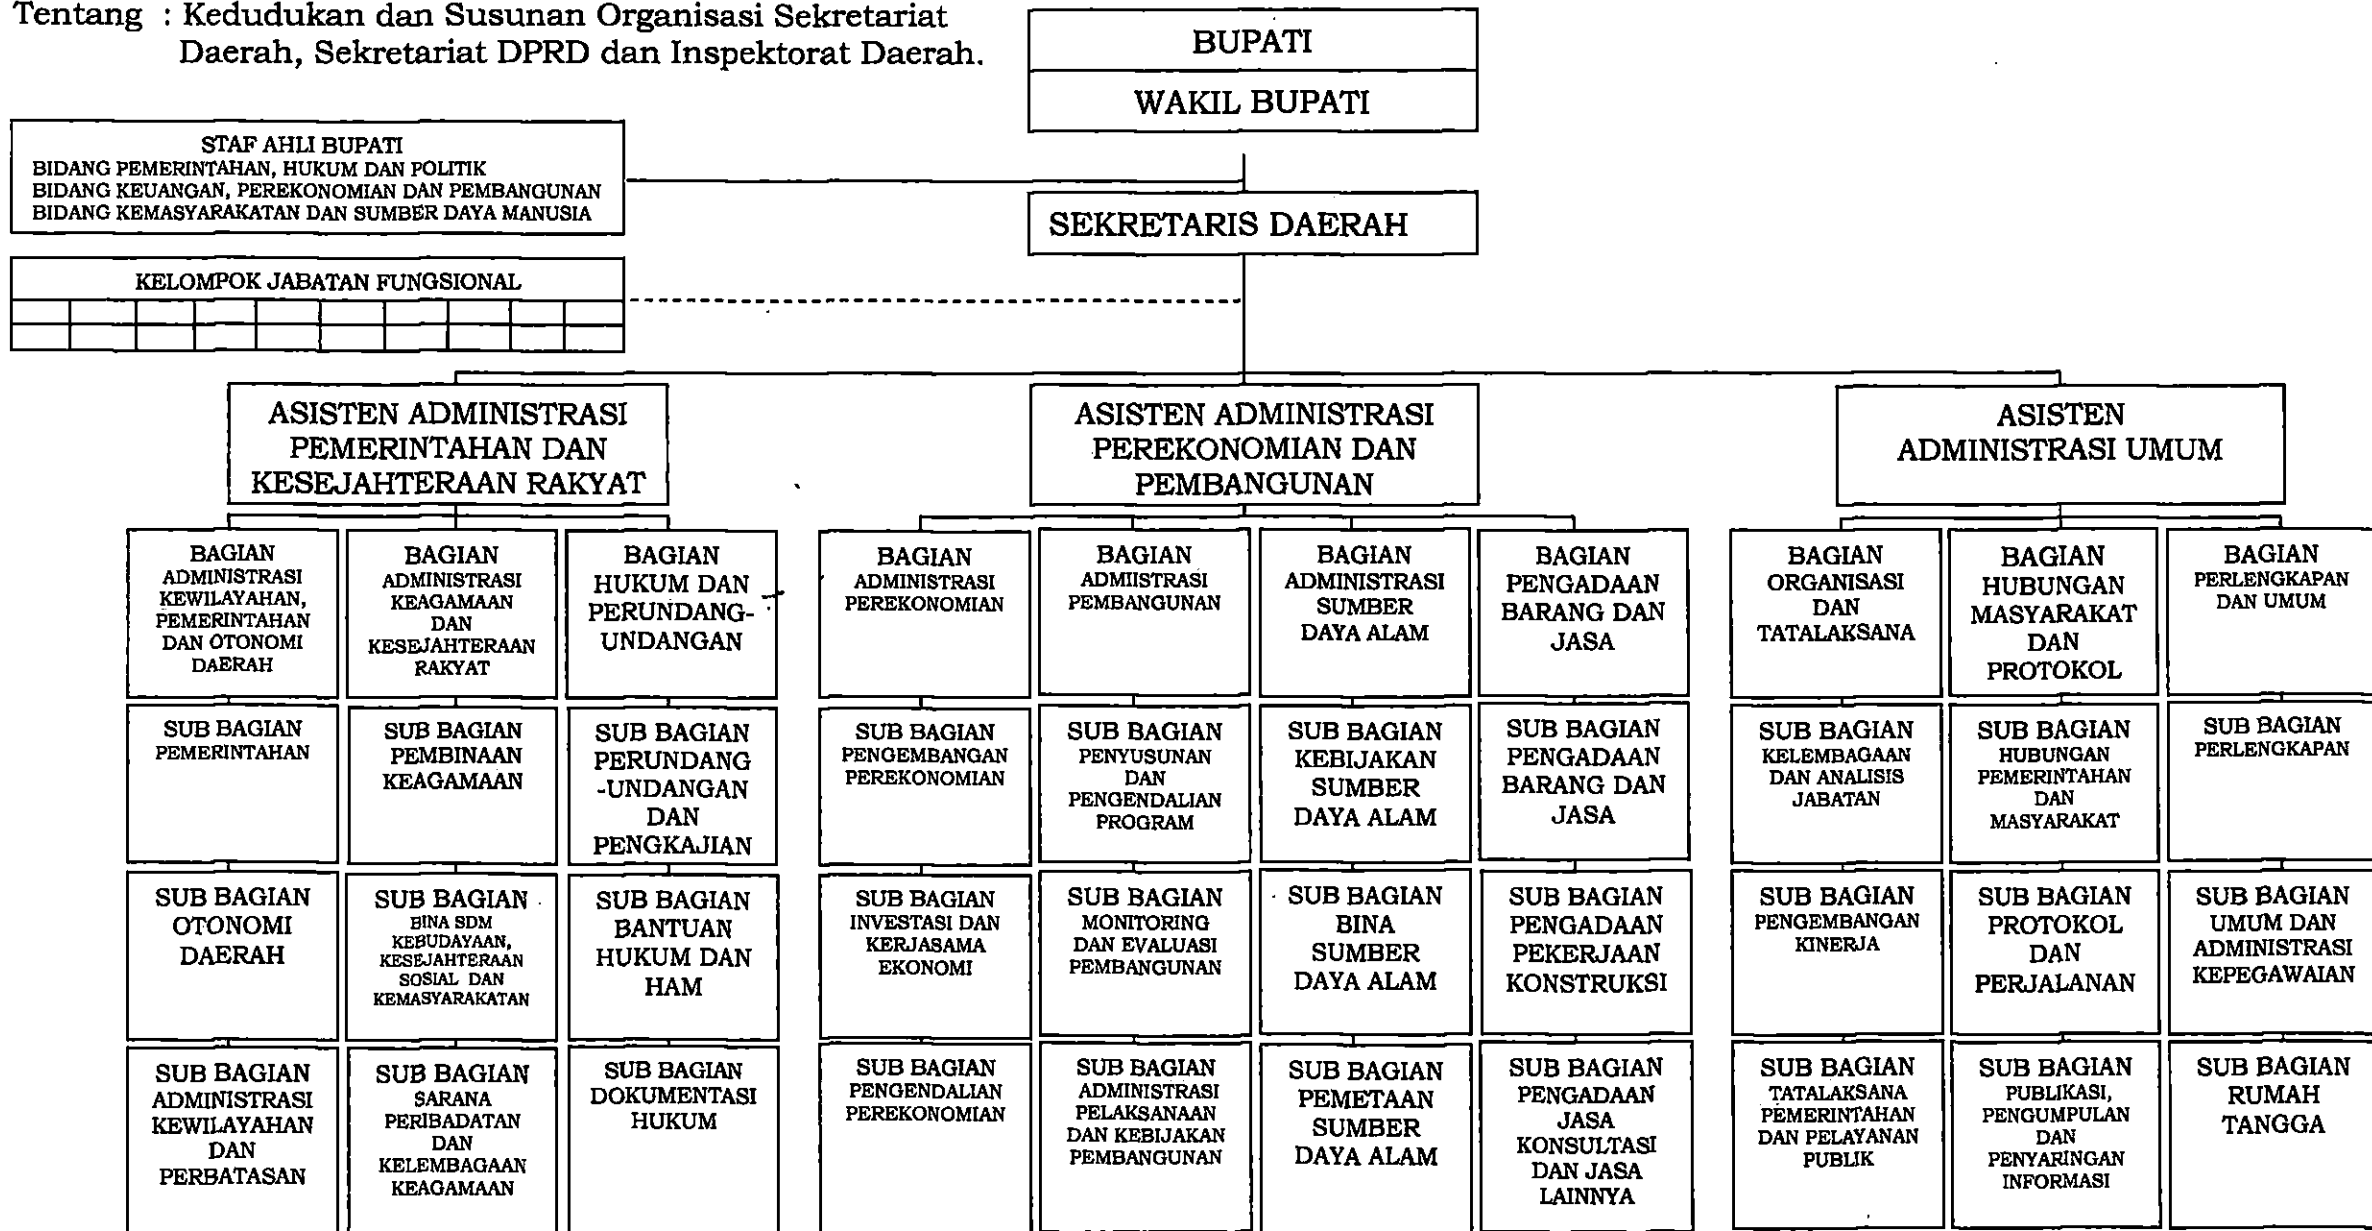 Tentang : Kedudukan dan Susunan Organisasi Sekretariat
Daerah, Sekretariat DPRD dan Inspektorat Daerah.
BUPATI
WAKIL BUPATI
STAF AHLI BUPATI
BIDANG PEMERINTAHAN, HUKUM DAN POLITIK
BIDANG KEUANGAN, PEREKONOMIAN DAN PEMBANGUNAN
BIDANG KEMASYARAKATAN DAN SUMBER DAYA MANUSIA
SEKRETARIS DAERAH
KELOMPOK JABATAN FUNGSIONAL
ASISTEN ADMINISTRASI
PEMERINTAHAN DAN
KESEJAHTERAAN RAKYAT
ASISTEN ADMINISTRASI
PEREKONOMIAN DAN
PEMBANGUNAN
ASISTEN
ADMINISTRASI UMUM
BAGIAN
ADMINISTRASI
KEWILAYAHAN,
PEMERINTAHAN
DAN OTONOMI
DAERAH
BAGIAN
ADMINISTRASI
KEAGAMAAN
DAN
KESEJAHTERAAN
RAKYAT
BAGIAN
HUKUM DAN
PERUNDANG-
UNDANGAN
BAGIAN
ADMINISTRASI
PEREKONOMIAN
BAGIAN
ADMIISTRASI
PEMBANGUNAN
BAGIAN
ADMINISTRASI
SUMBER
DAYA ALAM
BAGIAN
PENGADAAN
BARANG DAN
JASA
BAGIAN
ORGANISASI
DAN
TATALAKSANA
BAGIAN
HUBUNGAN
MASYARAKAT
DAN
PROTOKOL
BAGIAN
PERLENGKAPAN
DAN UMUM
SUB BAGIAN
PEMERINTAHAN
SUB BAGIAN
PEMBINAAN
KEAGAMAAN
SUB BAGIAN
PERUNDANG
-UNDANGAN
DAN
PENGKAJIAN
SUB BAGIAN
PENGEMBANGAN
PEREKONOMIAN
SUB BAGIAN
PENYUSUNAN
DAN
PENGENDALIAN
PROGRAM
SUB BAGIAN
KEBIJAKAN
SUMBER
DAYA ALAM
SUB BAGIAN
PENGADAAN
BARANG DAN
JASA
SUB BAGIAN
KELEMBAGAAN
DAN ANALISIS
JABATAN
SUB BAGIAN
HUBUNGAN
PEMERINTAHAN
DAN
MASYARAKAT
SUB BAGIAN
PERLENGKAPAN
SUB BAGIAN
OTONOMI
DAERAH
SUB BAGIAN
BINA SDM
KEBUDAYAAN,
KESEJAHTERAAN
SOSIAL DAN
KEMASYARAKATAN
SUB BAGIAN
BANTUAN
HUKUM DAN
HAM
SUB BAGIAN
INVESTASI DAN
KERJASAMA
EKONOMI
SUB BAGIAN
MONITORING
DAN EVALUASI
PEMBANGUNAN
SUB BAGIAN
BINA
SUMBER
DAYA ALAM
SUB BAGIAN
PENGADAAN
PEKERJAAN
KONSTRUKSI
SUB BAGIAN
PENGEMBANGAN
KINERJA
SUB BAGIAN
PROTOKOL
DAN
PERJALANAN
SUB BAGIAN
UMUM DAN
ADMINISTRASI
KEPEGAWAIAN
SUB BAGIAN
ADMINISTRASI
KEWILAYAHAN
DAN
PERBATASAN
SUB BAGIAN
SARANA
PERIBADATAN
DAN
KELEMBAGAAN
KEAGAMAAN
SUB BAGIAN
DOKUMENTASI
HUKUM
SUB BAGIAN
PENGENDALIAN
PEREKONOMIAN
SUB BAGIAN
ADMINISTRASI
PELAKSANAAN
DAN KEBIJAKAN
PEMBANGUNAN
SUB BAGIAN
PEMETAAN
SUMBER
DAYA ALAM
SUB BAGIAN
PENGADAAN
JASA
KONSULTASI
DAN JASA
LAINNYA
SUB BAGIAN
TATALAKSANA
PEMERINTAHAN
DAN PELAYANAN
PUBLIK
SUB BAGIAN
PUBLIKASI,
PENGUMPULAN
DAN
PENYARINGAN
INFORMASI
SUB BAGIAN
RUMAH
TANGGA